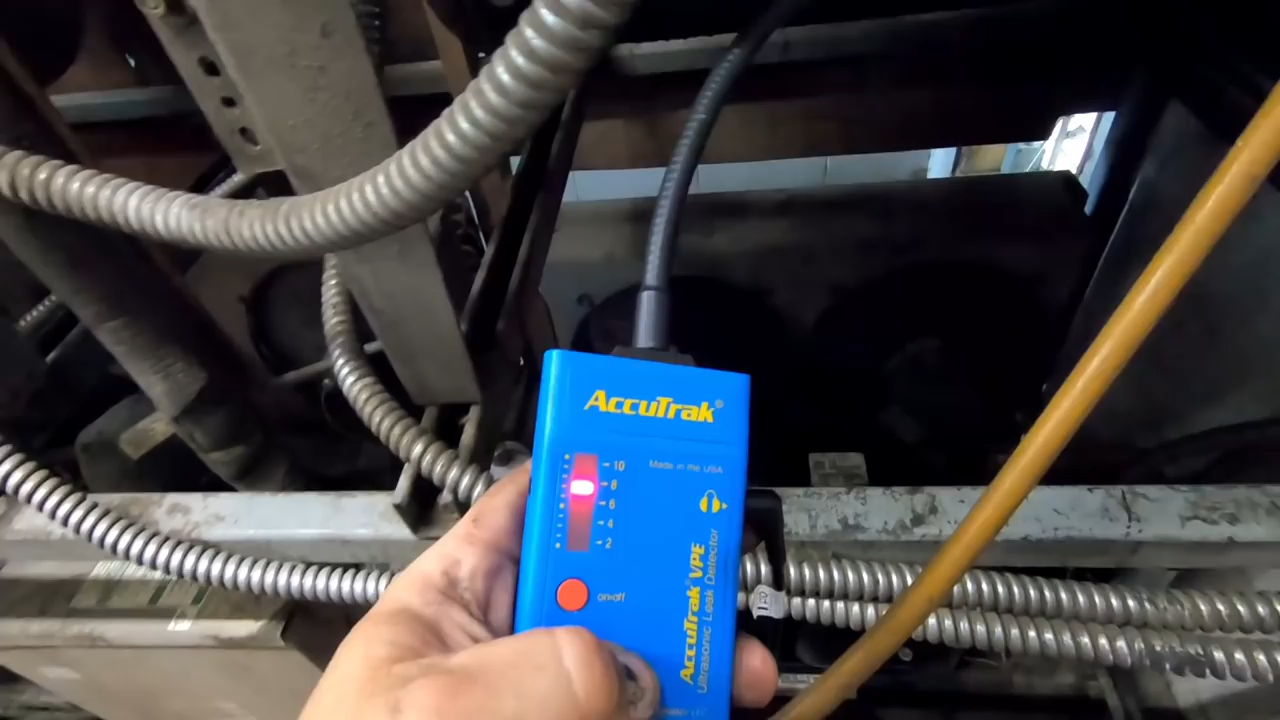 AccuTrak®
Made in the USA
10
8
6
4
2
on•off
AccuTrak® VPE
Ultrasonic Leak Detector